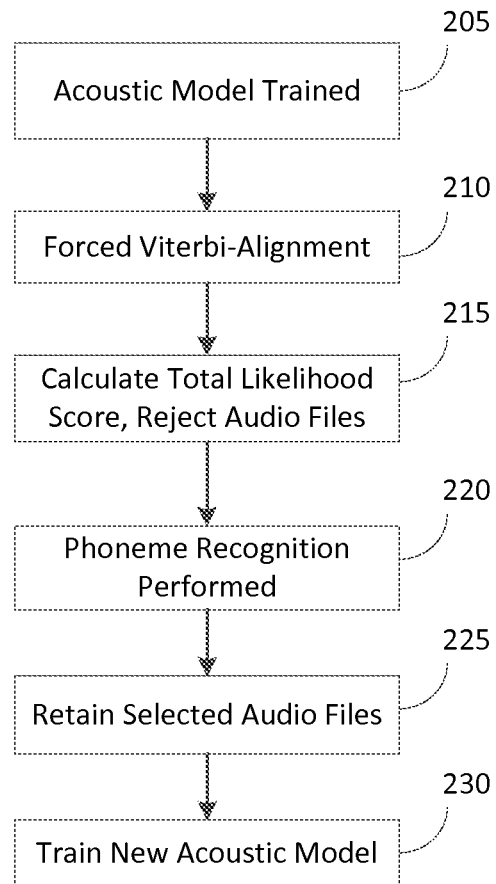 205
Acoustic Model Trained
210
Forced Viterbi-Alignment
215
Calculate Total Likelihood
Score, Reject Audio Files
220
Phoneme Recognition
Performed
225
Retain Selected Audio Files
230
Train New Acoustic Model